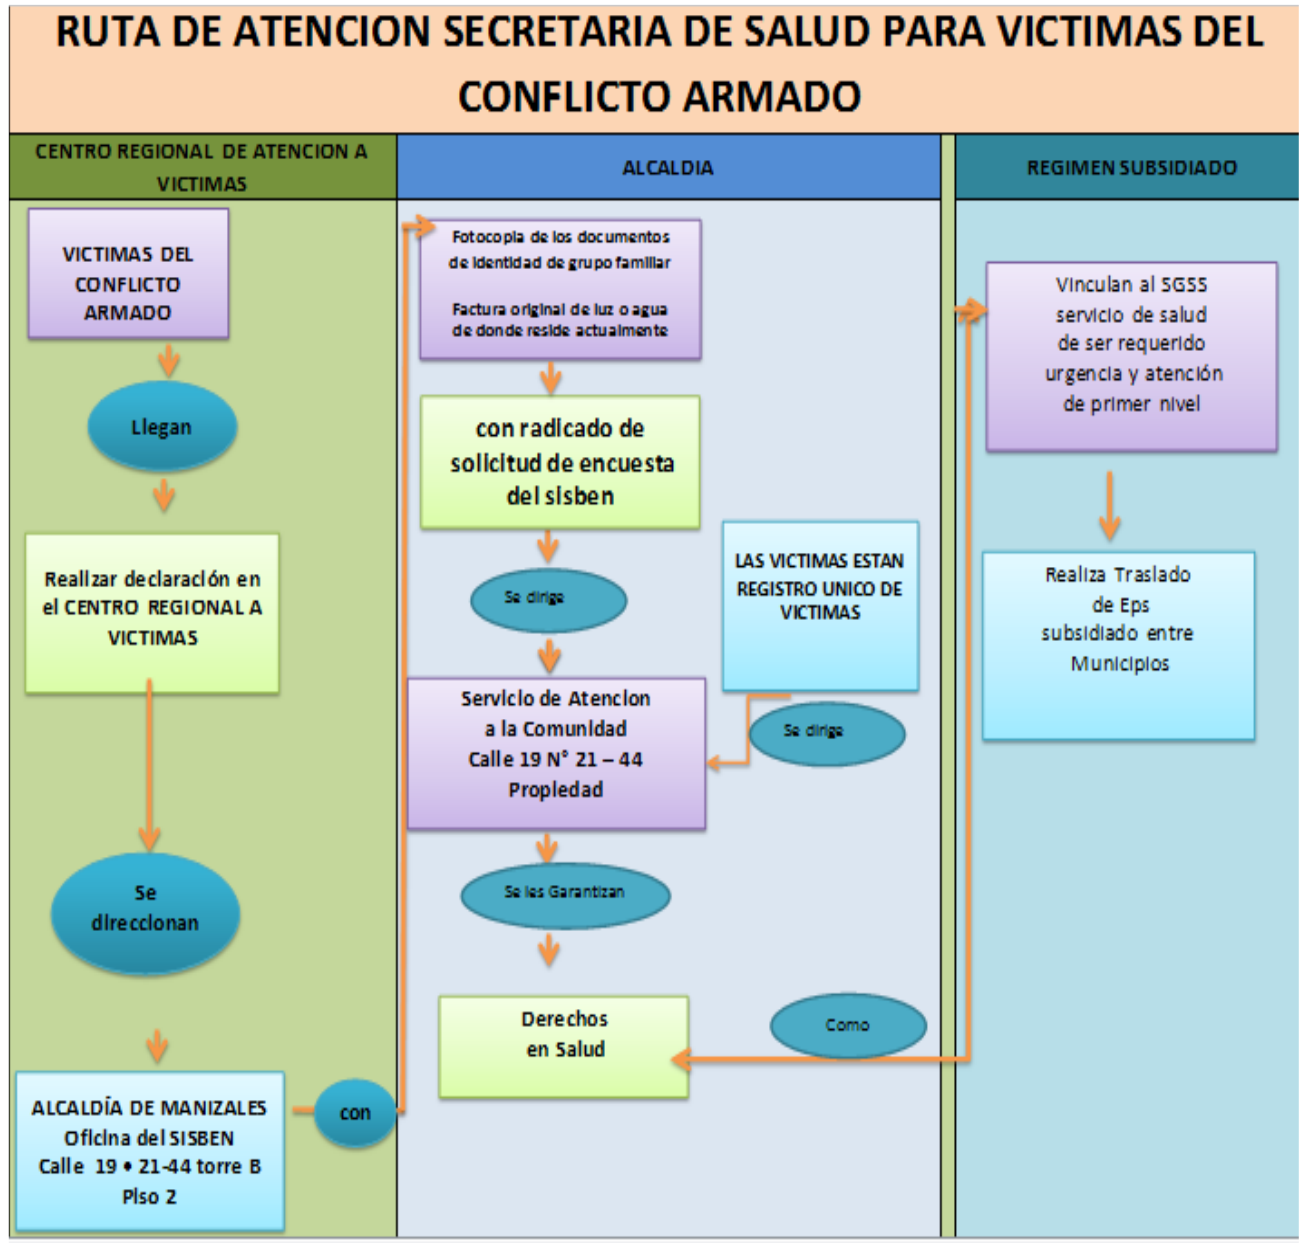 RUTA DE ATENCION SECRETARIA DE SALUD PARA VICTIMAS DEL
CONFLICTO ARMADO
CENTRO REGIONAL DE ATENCION A
VICTIMAS
VICTIMAS DEL
CONFLICTO
ARMADO
Llegan
Realizar declaración en
el CENTRO REGIONAL A
VICTIMAS
Se
direccionan
ALCALDÍA DE MANIZALES
Oficina del SISBEN
Calle 19 • 21-44 torre B
Piso 2
con
ALCALDIA
Fotocopia de los documentos
de identidad de grupo familiar
Factura original de luz o agua
de donde reside actualmente
con radicado de
solicitud de encuesta
del sisben
Se dirige
LAS VICTIMAS ESTAN
REGISTRO UNICO DE
VICTIMAS
Se dirige
Servicio de Atencion
a la Comunidad
Calle 19 N° 21 – 44
Propiedad
Se les Garantizan
Derechos
en Salud
Como
REGIMEN SUBSIDIADO
Vinculan al SGSS
servicio de salud
de ser requerido
urgencia y atención
de primer nivel
Realiza Traslado
de Eps
subsidiado entre
Municipios